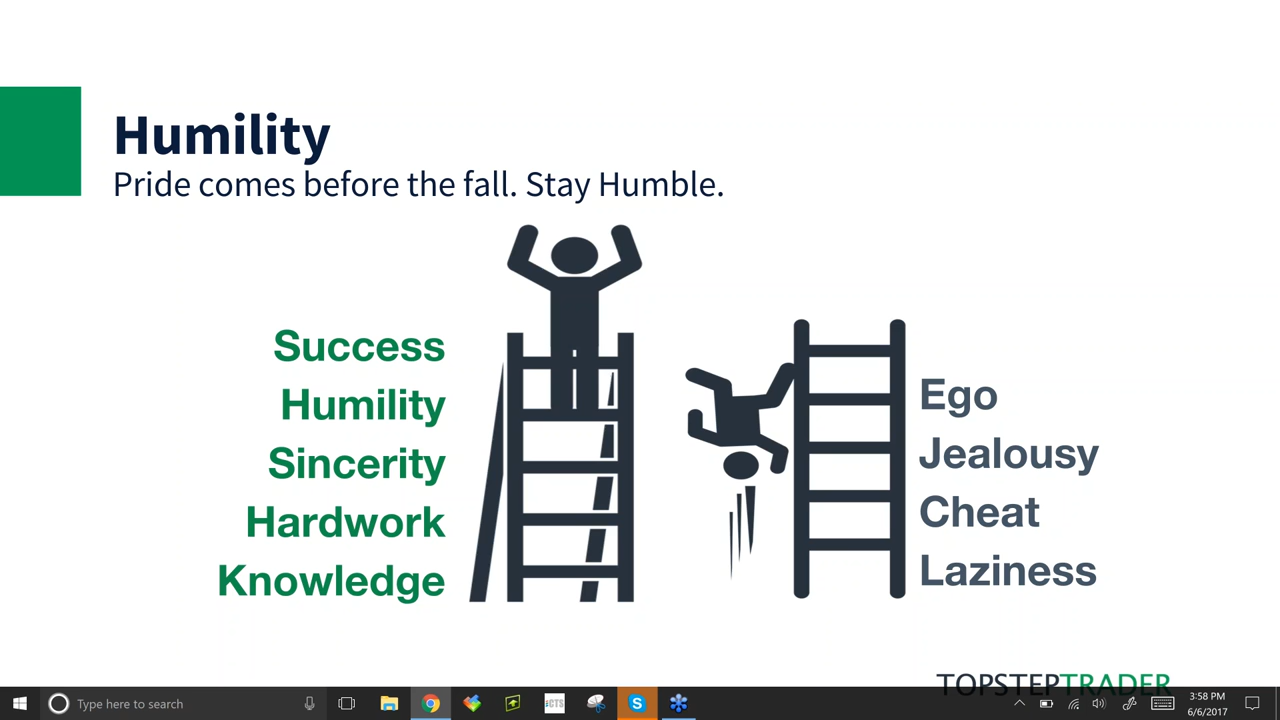 Humility
Pride comes before the fall. Stay Humble.
Success
Humility
Sincerity
Hardwork
Knowledge
Ego
Jealousy
Cheat
Laziness
TOPSTEPTRADER
Type here to search
#CTS
S
3:58 PM
6/6/2017